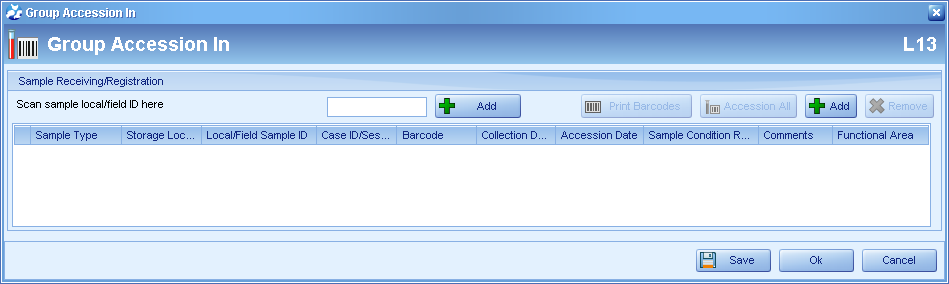 Group Accession In
Group Accession In L13
Sample Receiving/Registration
Scan sample local/field ID here Add Print Barcodes Accession All Add Remove
Sample Type Storage Loc... Local/Field Sample ID Case ID/Ses... Barcode Collection D... Accession Date Sample Condition R... Comments Functional Area
Save Ok Cancel